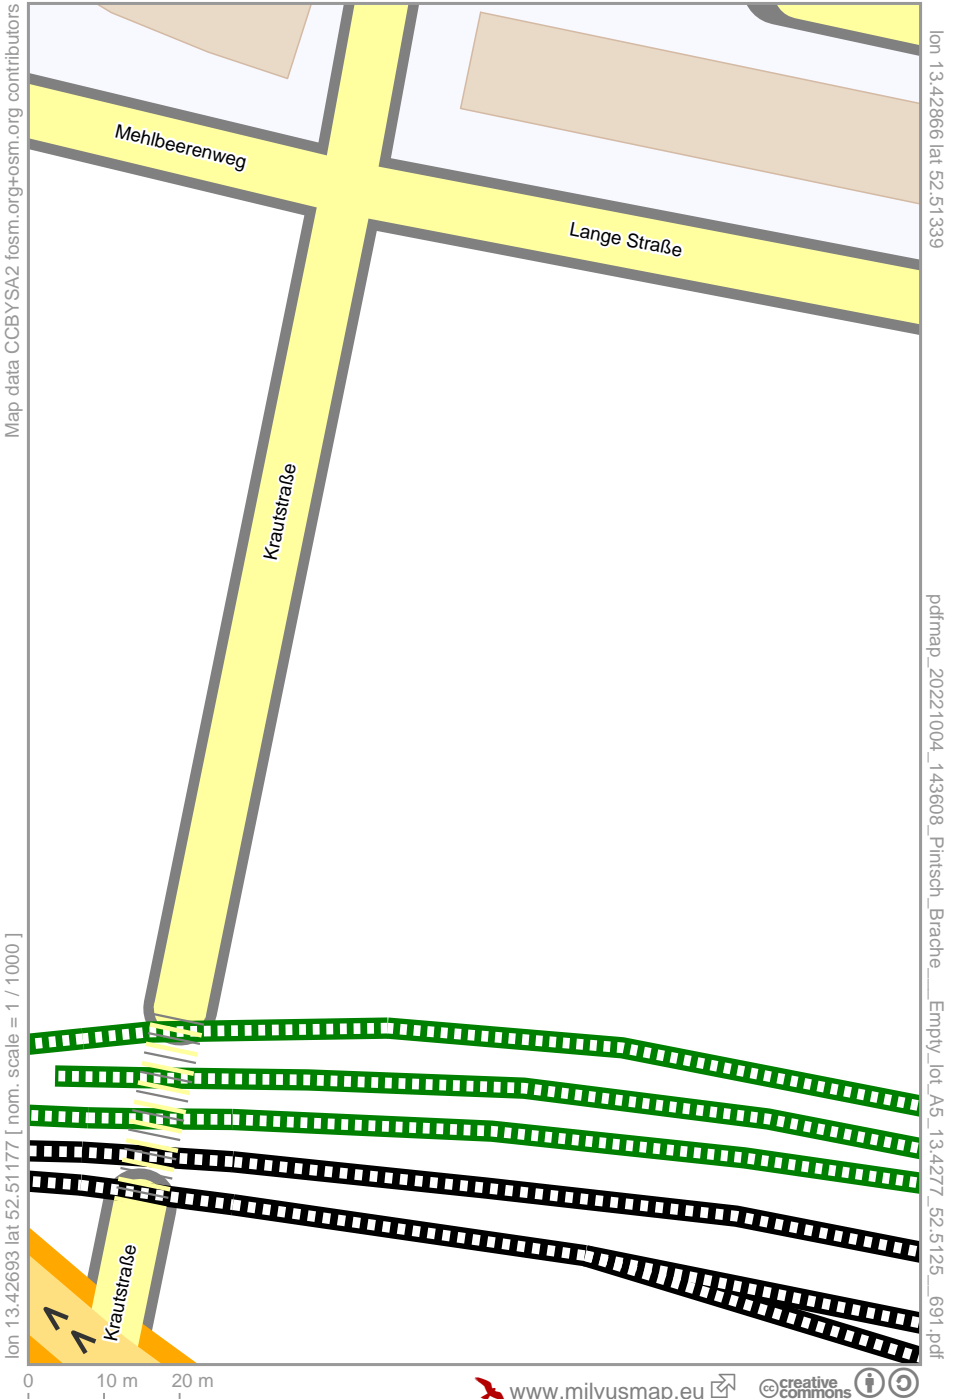 Map data CCBYSA2 fosm.org+osm.org contributors
lon 13.42693 lat 52.51177 [ nom. scale = 1 / 1000 ]
lon 13.42866 lat 52.51339
pdfmap_20221004_143608_Pintsch_Brache___Empty_lot_A5_13.4277_52.5125__691.pdf
Mehlbeerenweg
Lange Straße
Krautstraße
Krautstraße
0 10 m 20 m
www.milvusmap.eu
cc creative commons